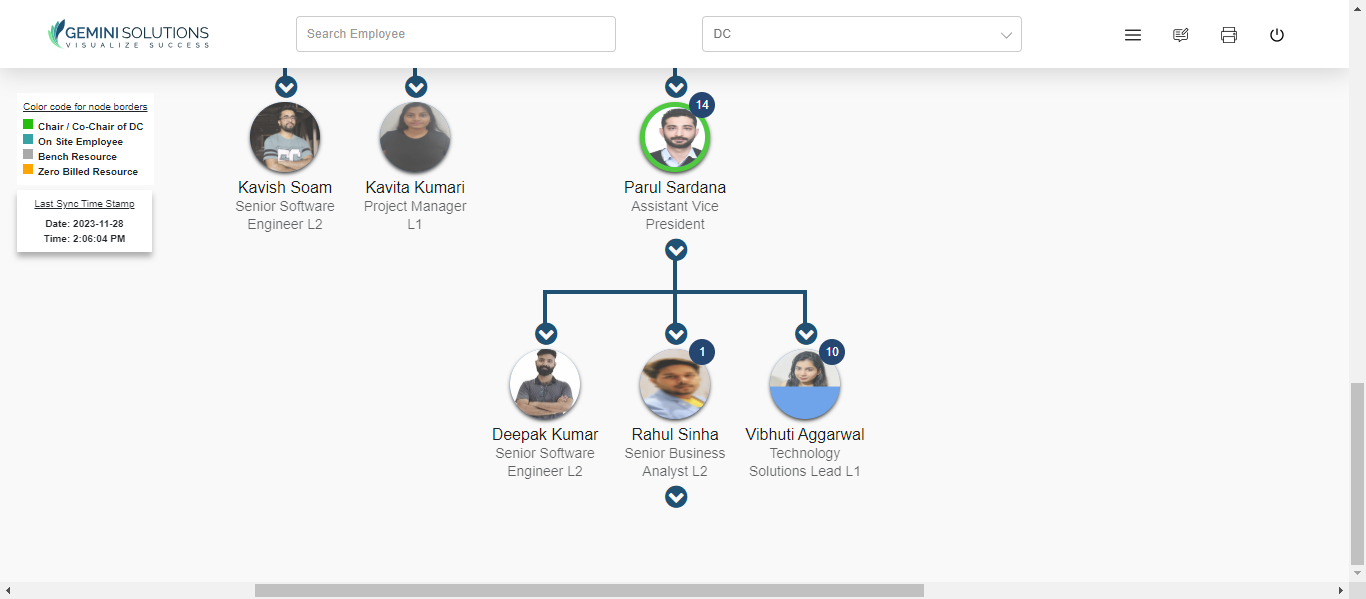 GEMINI SOLUTIONS
VISUALIZE SUCCESS
Search Employee
DC
Color code for node borders
Chair / Co-Chair of DC
On Site Employee
Bench Resource
Zero Billed Resource
Last Sync Time Stamp
Date: 2023-11-28
Time: 2:06:04 PM
Kavish Soam
Senior Software
Engineer L2
Kavita Kumari
Project Manager
L1
14
Parul Sardana
Assistant Vice
President
Deepak Kumar
Senior Software
Engineer L2
1
Rahul Sinha
Senior Business
Analyst L2
10
Vibhuti Aggarwal
Technology
Solutions Lead L1